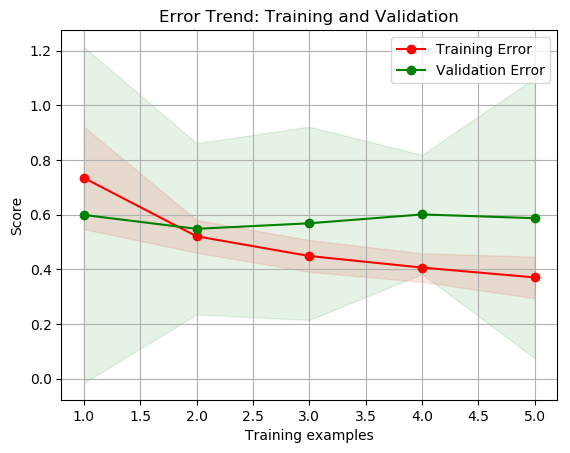 Error Trend: Training and Validation
Training Error
Validation Error
Score
1.2
1.0
0.8
0.6
0.4
0.2
0.0
1.0 1.5 2.0 2.5 3.0 3.5 4.0 4.5 5.0
Training examples